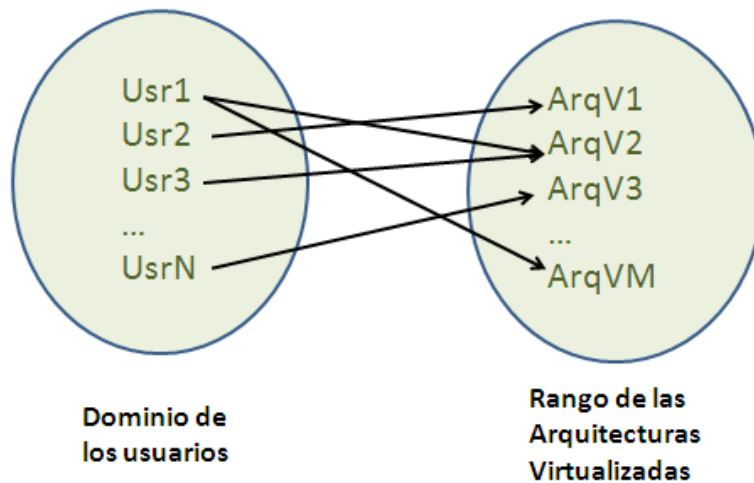 Usr1
Usr2
Usr3
...
UsrN
ArqV1
ArqV2
ArqV3
...
ArqVM
Dominio de
los usuarios
Rango de las
Arquitecturas
Virtualizadas